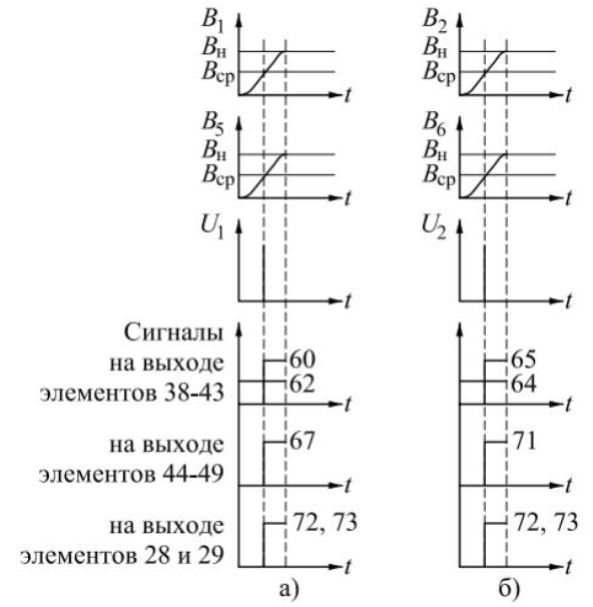 B₁ B₂
Bн Bн
Bср Bср
t t
B₅ B₆
Bн Bн
Bср Bср
t t
U₁ U₂
t t
Сигналы
на выходе 60 65
элементов 38-43 62 64
t t
на выходе 67 71
элементов 44-49
t t
на выходе 72, 73 72, 73
элементов 28 и 29
t t
а) б)